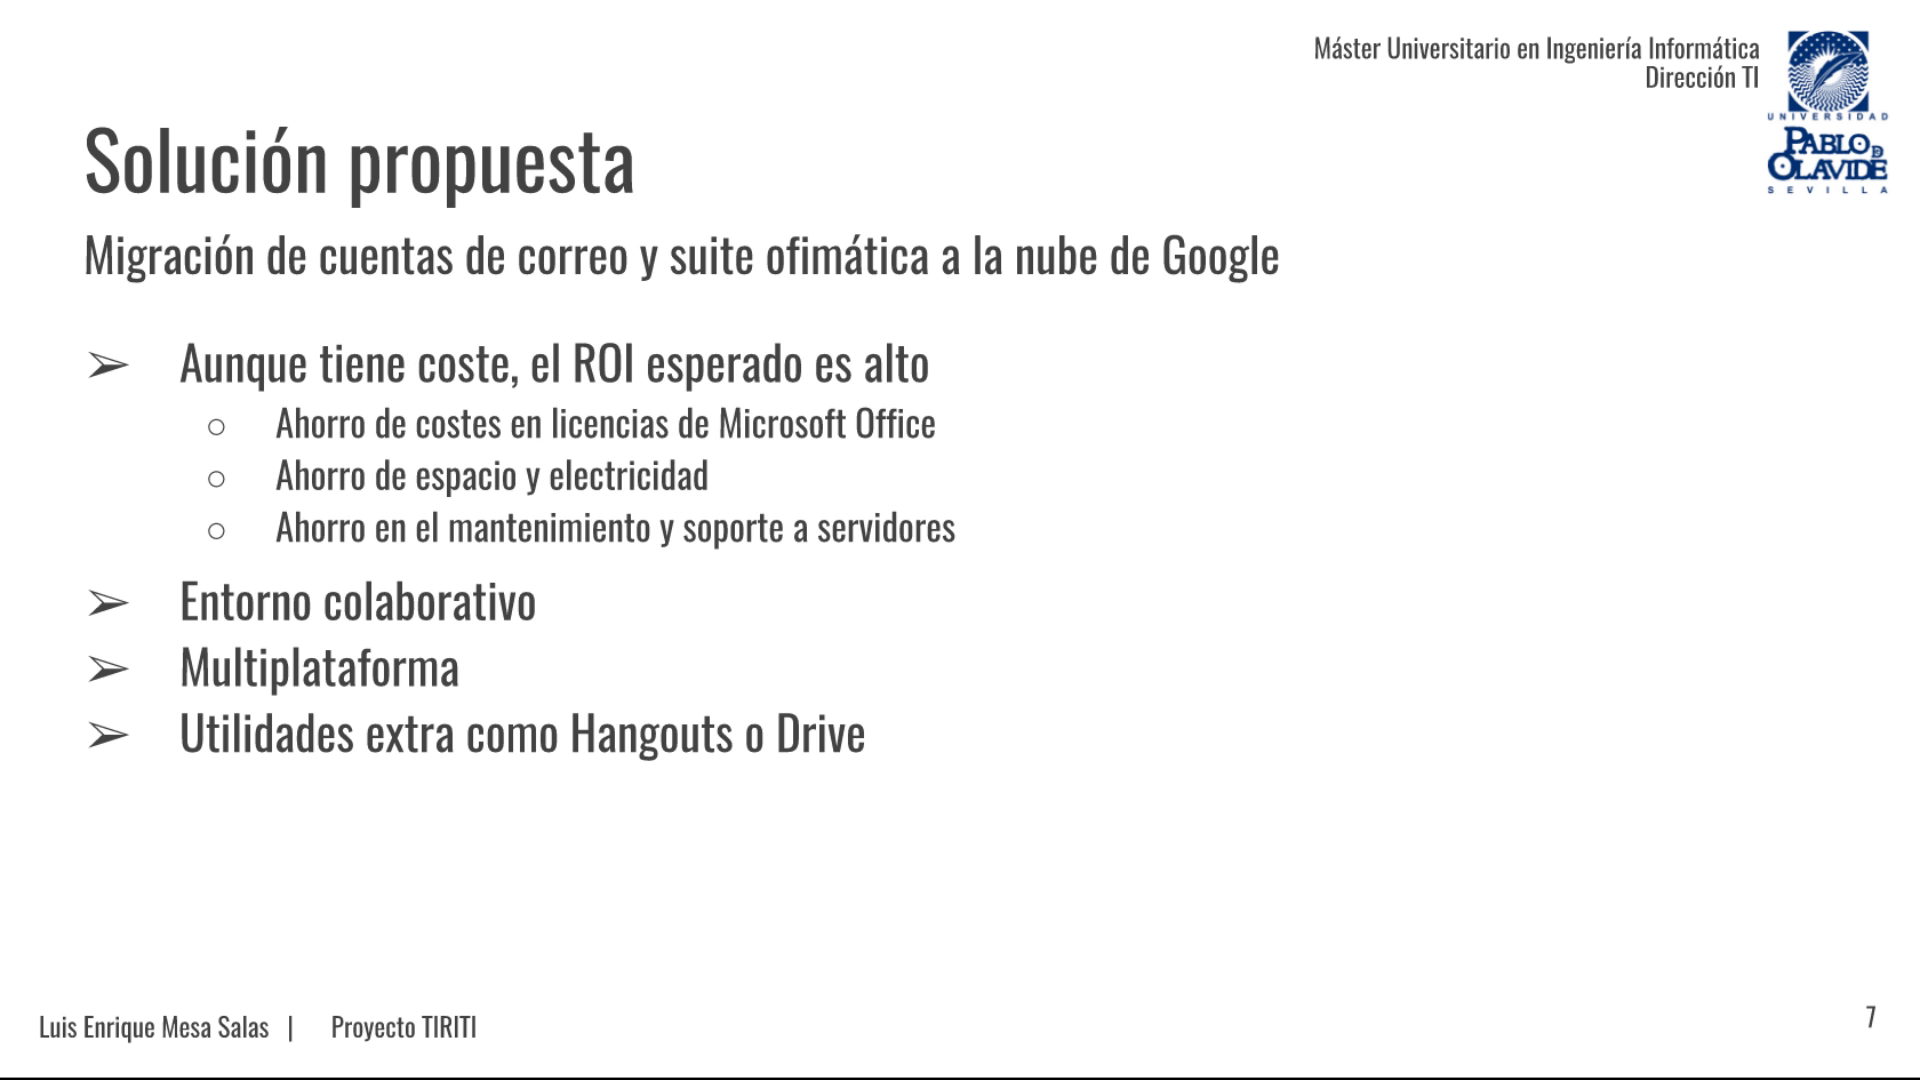 Máster Universitario en Ingeniería Informática
Dirección TI
UNIVERSIDAD
PABLO DE
OLAVIDE
SEVILLA
Solución propuesta
Migración de cuentas de correo y suite ofimática a la nube de Google
➢ Aunque tiene coste, el ROI esperado es alto
○ Ahorro de costes en licencias de Microsoft Office
○ Ahorro de espacio y electricidad
○ Ahorro en el mantenimiento y soporte a servidores
➢ Entorno colaborativo
➢ Multiplataforma
➢ Utilidades extra como Hangouts o Drive
Luis Enrique Mesa Salas | Proyecto TIRITI
7